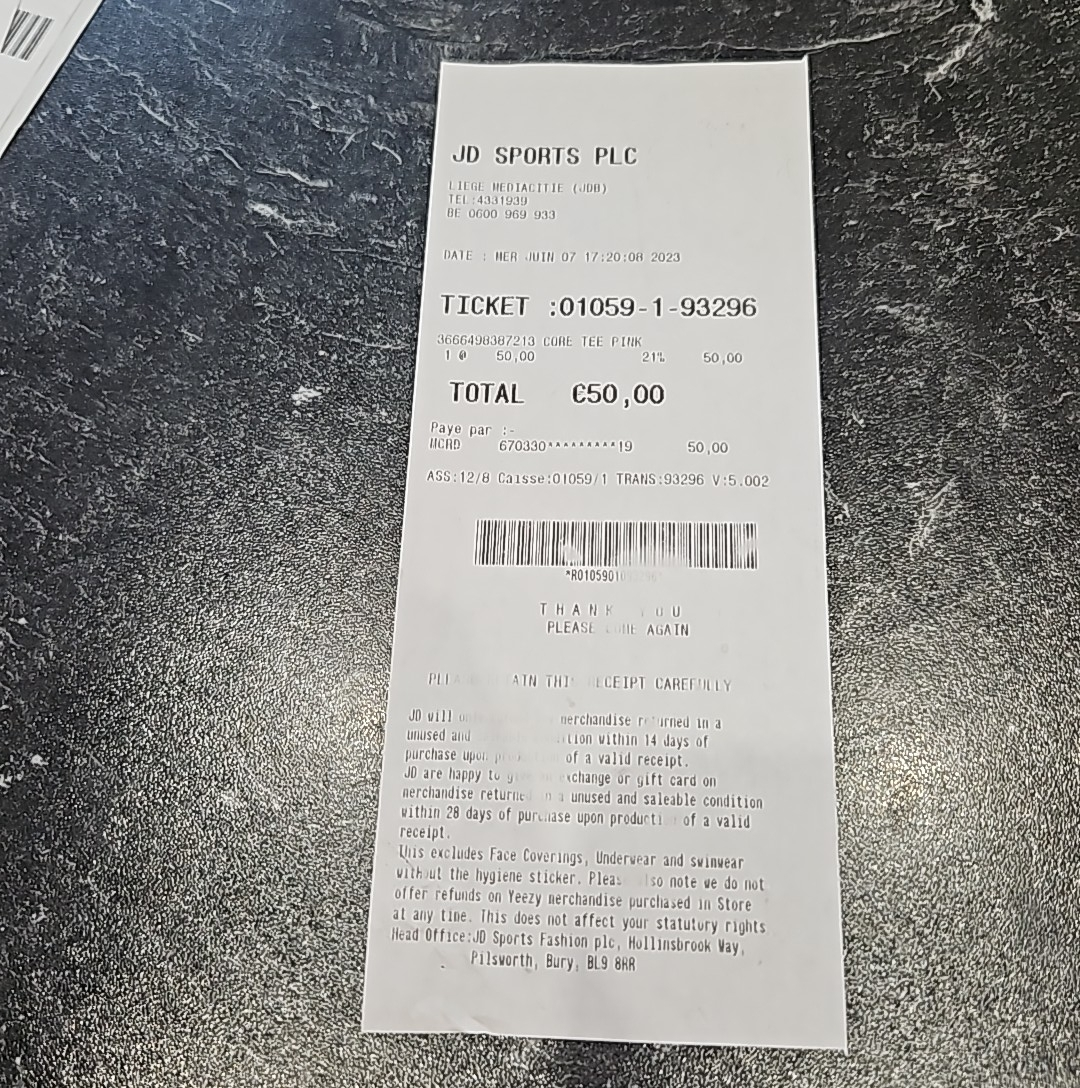 JD SPORTS PLC
LIEGE MEDIACITIE (JDB)
TEL:4331939
BE 0600 969 933
DATE : MER JUIN 07 17:20:08 2023
TICKET :01059-1-93296
3666498387213 CORE TEE PINK
1 @ 50,00 21% 50,00
TOTAL €50,00
Paye par :-
MCRD 670330*********19 50,00
ASS:12/8 Caisse:01059/1 TRANS:93296 V:5.002
THANK
PLEASE AGAIN
RECEIPT CAREFULLY
JD will merchandise returned in a
unused and within 14 days of
purchase upon of a valid receipt.
JD are happy to exchange or gift card on
merchandise returned in a unused and saleable condition
within 28 days of purchase upon production of a valid
receipt.
This excludes Face Coverings, Underwear and swimwear
without the hygiene sticker. Please also note we do not
offer refunds on Yeezy merchandise purchased in Store
at any time. This does not affect your statutory rights
Head Office:JD Sports Fashion plc, Hollinsbrook Way,
Pilsworth, Bury, BL9 8RR